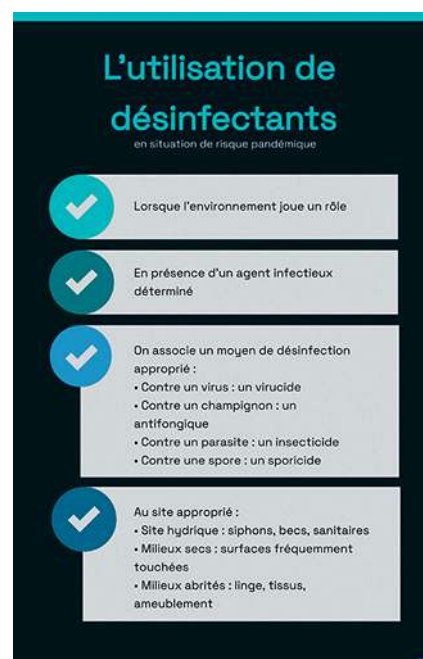 L'utilisation de
désinfectants
en situation de risque pandémique
Lorsque l'environnement joue un rôle
En présence d'un agent infectieux
déterminé
On associe un moyen de désinfection
approprié :
• Contre un virus : un virucide
• Contre un champignon : un
antifongique
• Contre un parasite : un insecticide
• Contre une spore : un sporicide
Au site approprié :
• Site hydrique : siphons, becs, sanitaires
• Milieux secs : surfaces fréquemment
touchées
• Milieux abrités : linge, tissus,
ameublement